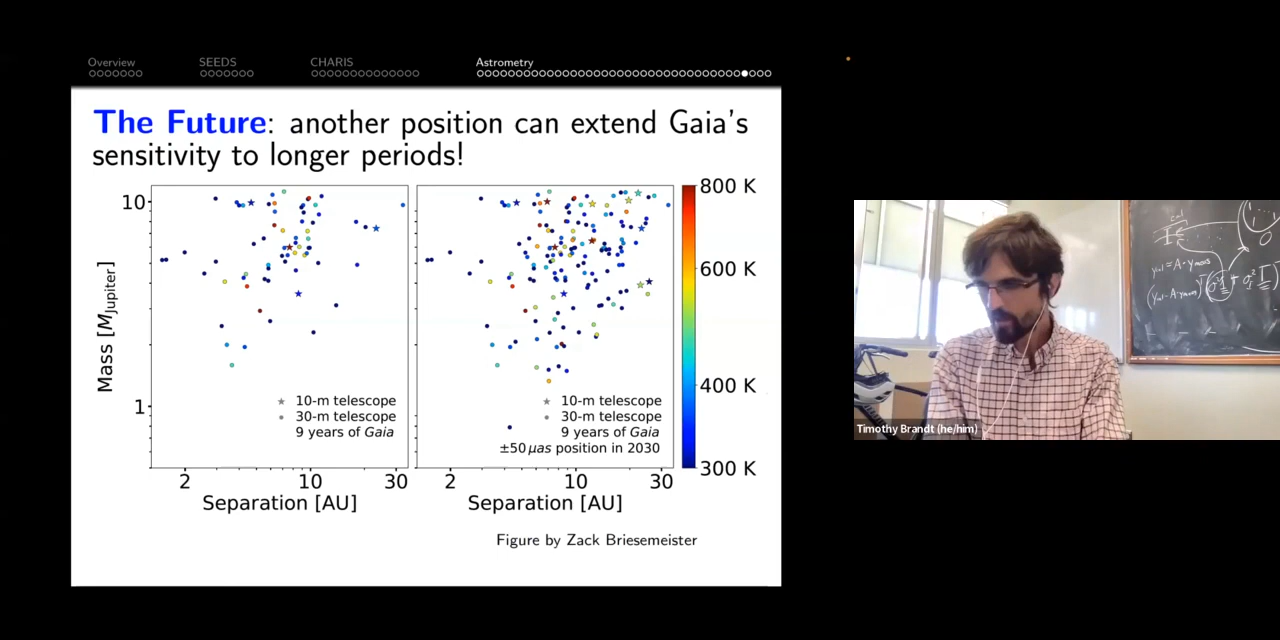 Overview SEEDS CHARIS Astrometry
The Future: another position can extend Gaia's
sensitivity to longer periods!
Mass [M_Jupiter]
10
1
10-m telescope
30-m telescope
9 years of Gaia
2 10 30
Separation [AU]
10-m telescope
30-m telescope
9 years of Gaia
±50 μas position in 2030
2 10 30
Separation [AU]
800 K
600 K
400 K
300 K
Figure by Zack Briesemeister
Timothy Brandt (he/him)